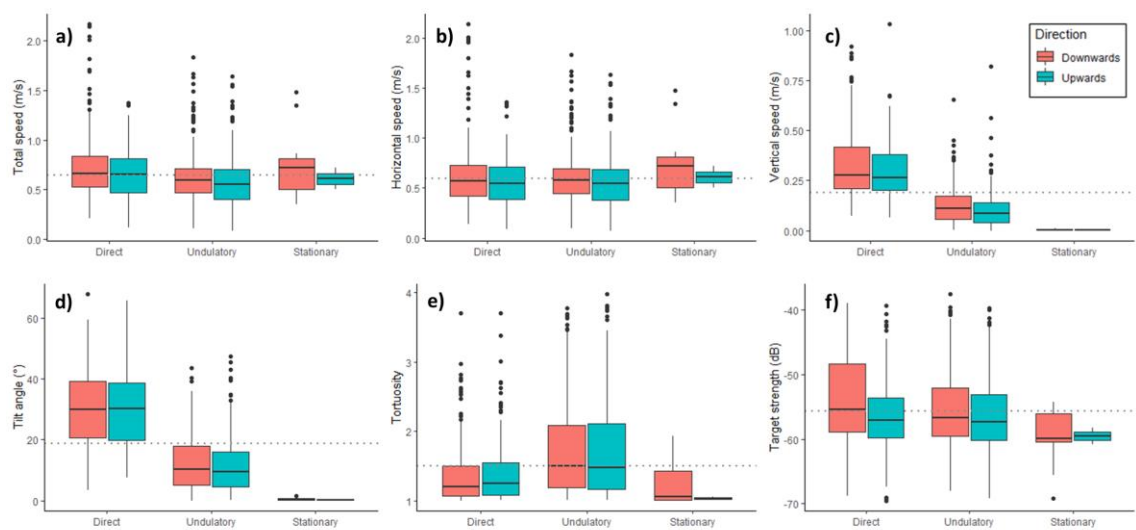 a)
Total speed (m/s)
2.0
1.5
1.0
0.5
0.0
Direct Undulatory Stationary
b)
Horizontal speed (m/s)
2.0
1.5
1.0
0.5
0.0
Direct Undulatory Stationary
c)
Vertical speed (m/s)
1.00
0.75
0.50
0.25
0.00
Direct Undulatory Stationary
Direction
Downwards
Upwards
d)
Tilt angle (°)
60
40
20
0
Direct Undulatory Stationary
e)
Tortuosity
4
3
2
1
Direct Undulatory Stationary
f)
Target strength (dB)
-40
-50
-60
-70
Direct Undulatory Stationary